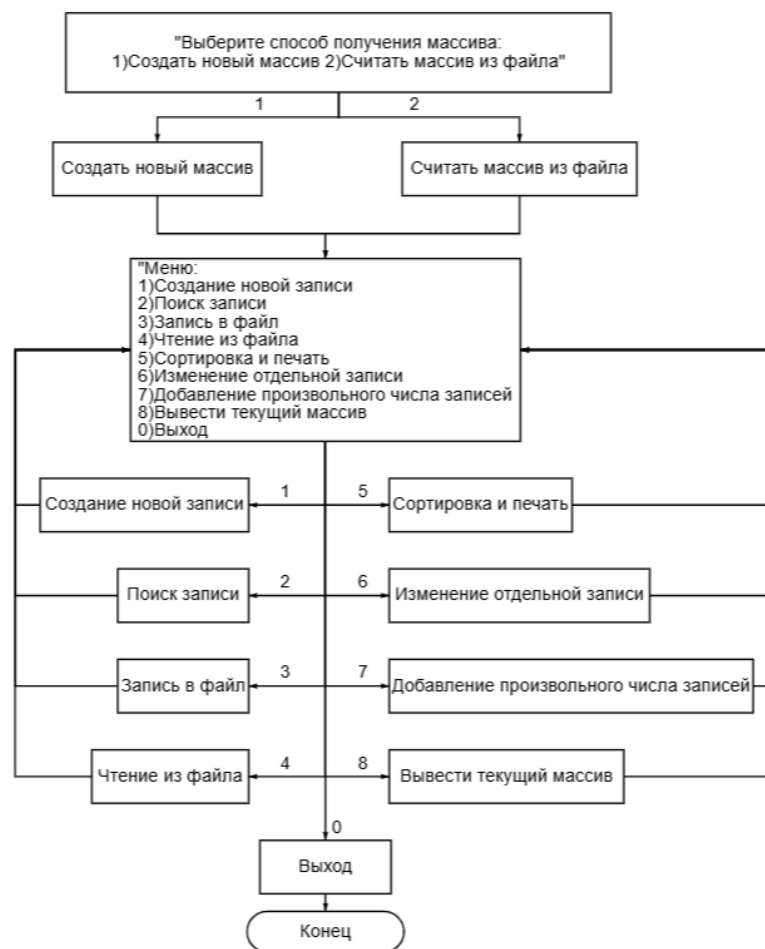 "Выберите способ получения массива:
1)Создать новый массив 2)Считать массив из файла"
1
2
Создать новый массив
Считать массив из файла
"Меню:
1)Создание новой записи
2)Поиск записи
3)Запись в файл
4)Чтение из файла
5)Сортировка и печать
6)Изменение отдельной записи
7)Добавление произвольного числа записей
8)Вывести текущий массив
0)Выход
Создание новой записи
1
5
Сортировка и печать
Поиск записи
2
6
Изменение отдельной записи
Запись в файл
3
7
Добавление произвольного числа записей
Чтение из файла
4
8
Вывести текущий массив
0
Выход
Конец